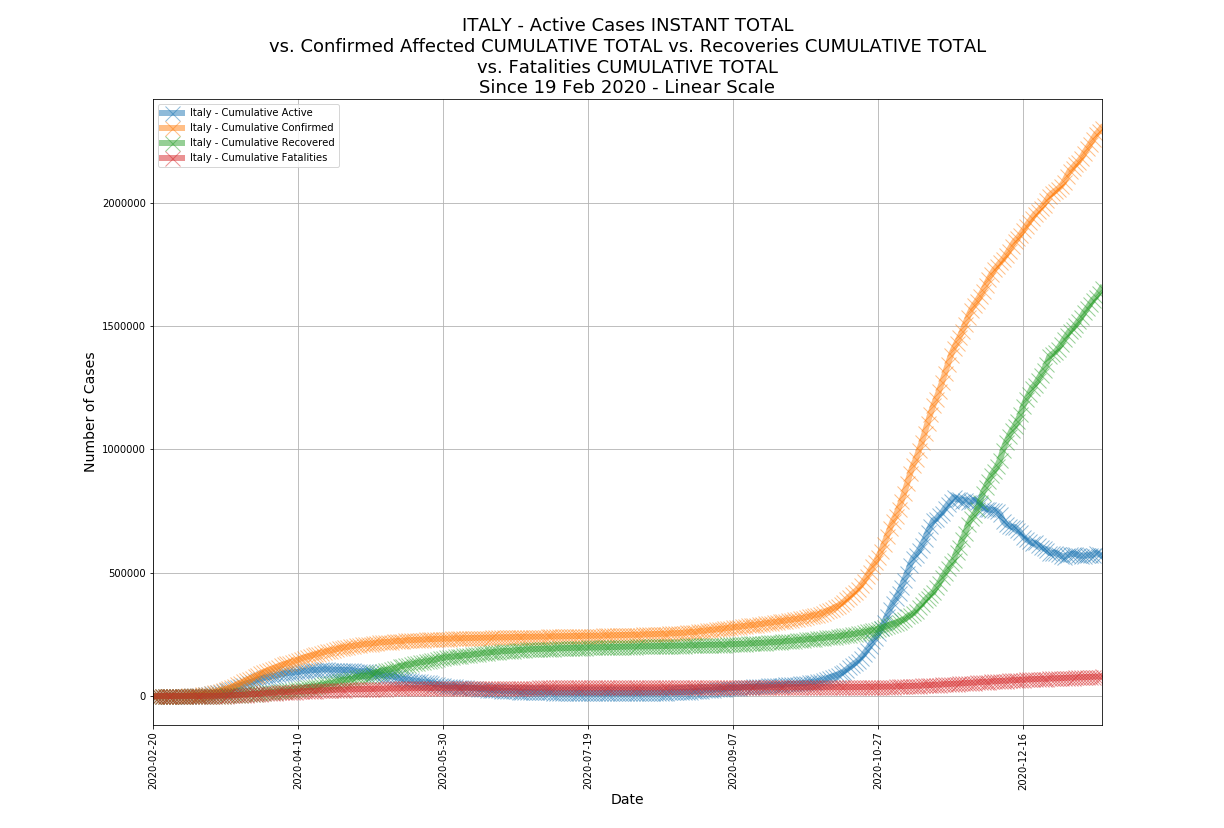 ITALY - Active Cases INSTANT TOTAL
vs. Confirmed Affected CUMULATIVE TOTAL vs. Recoveries CUMULATIVE TOTAL
vs. Fatalities CUMULATIVE TOTAL
Since 19 Feb 2020 - Linear Scale
Italy - Cumulative Active
Italy - Cumulative Confirmed
Italy - Cumulative Recovered
Italy - Cumulative Fatalities
Number of Cases
2000000
1500000
1000000
500000
0
2020-02-20
2020-04-10
2020-05-30
2020-07-19
2020-09-07
2020-10-27
2020-12-16
Date